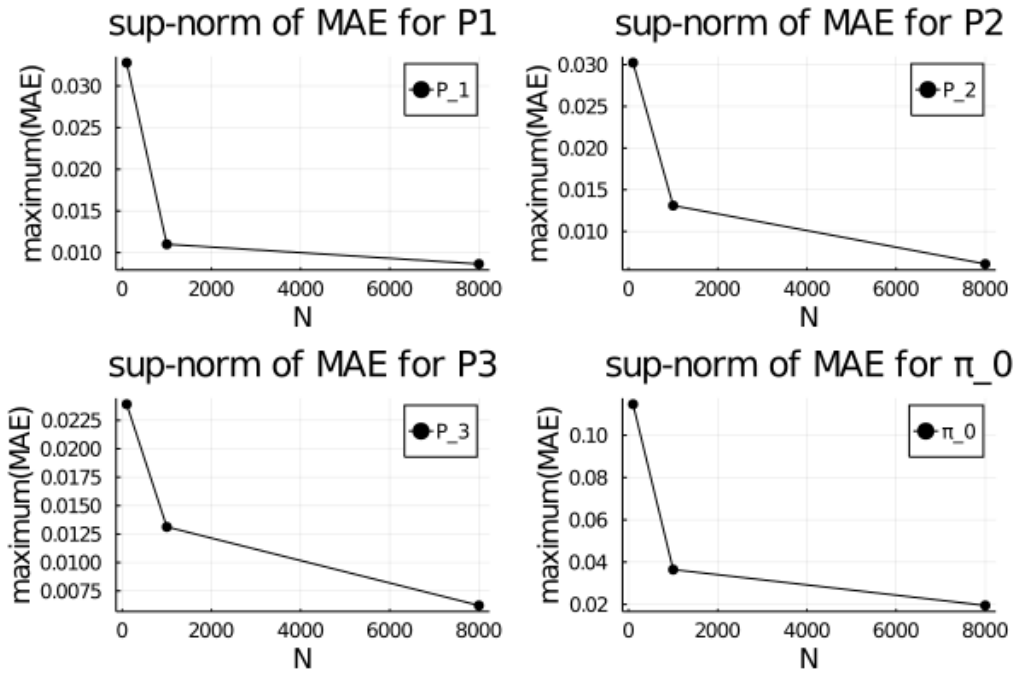 sup-norm of MAE for P1
maximum(MAE)
0.030
0.025
0.020
0.015
0.010
P_1
0 2000 4000 6000 8000
N
sup-norm of MAE for P2
maximum(MAE)
0.030
0.025
0.020
0.015
0.010
P_2
0 2000 4000 6000 8000
N
sup-norm of MAE for P3
maximum(MAE)
0.0225
0.0200
0.0175
0.0150
0.0125
0.0100
0.0075
P_3
0 2000 4000 6000 8000
N
sup-norm of MAE for π_0
maximum(MAE)
0.10
0.08
0.06
0.04
0.02
π_0
0 2000 4000 6000 8000
N